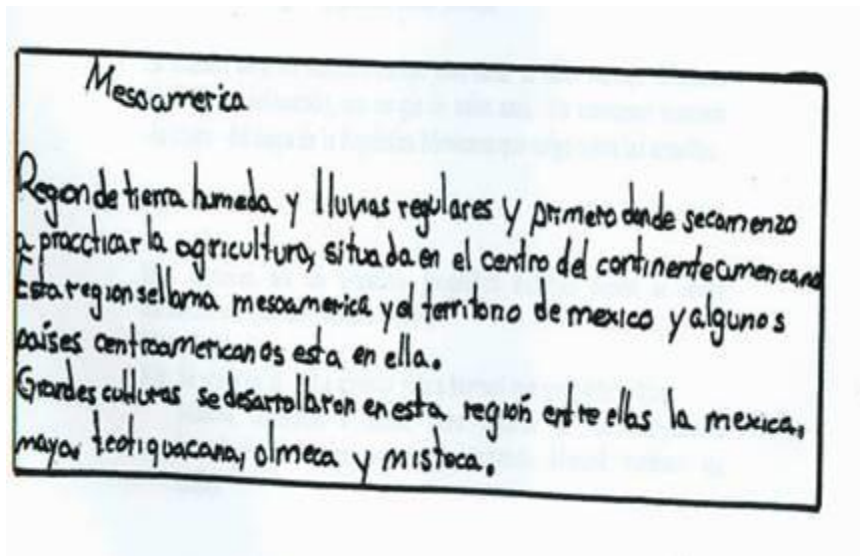 Mesoamerica
Region de tierra humeda y lluvias regulares y primero donde se comenzo
a praccticar la agricultura, situada en el centro del continente americano
Esta region se llama mesoamerica y el territorio de mexico y algunos
países centroamericanos esta en ella.
Grandes culturas se desarrollaron en esta región entre ellas la mexica,
maya, teotiguacana, olmeca y misteca.